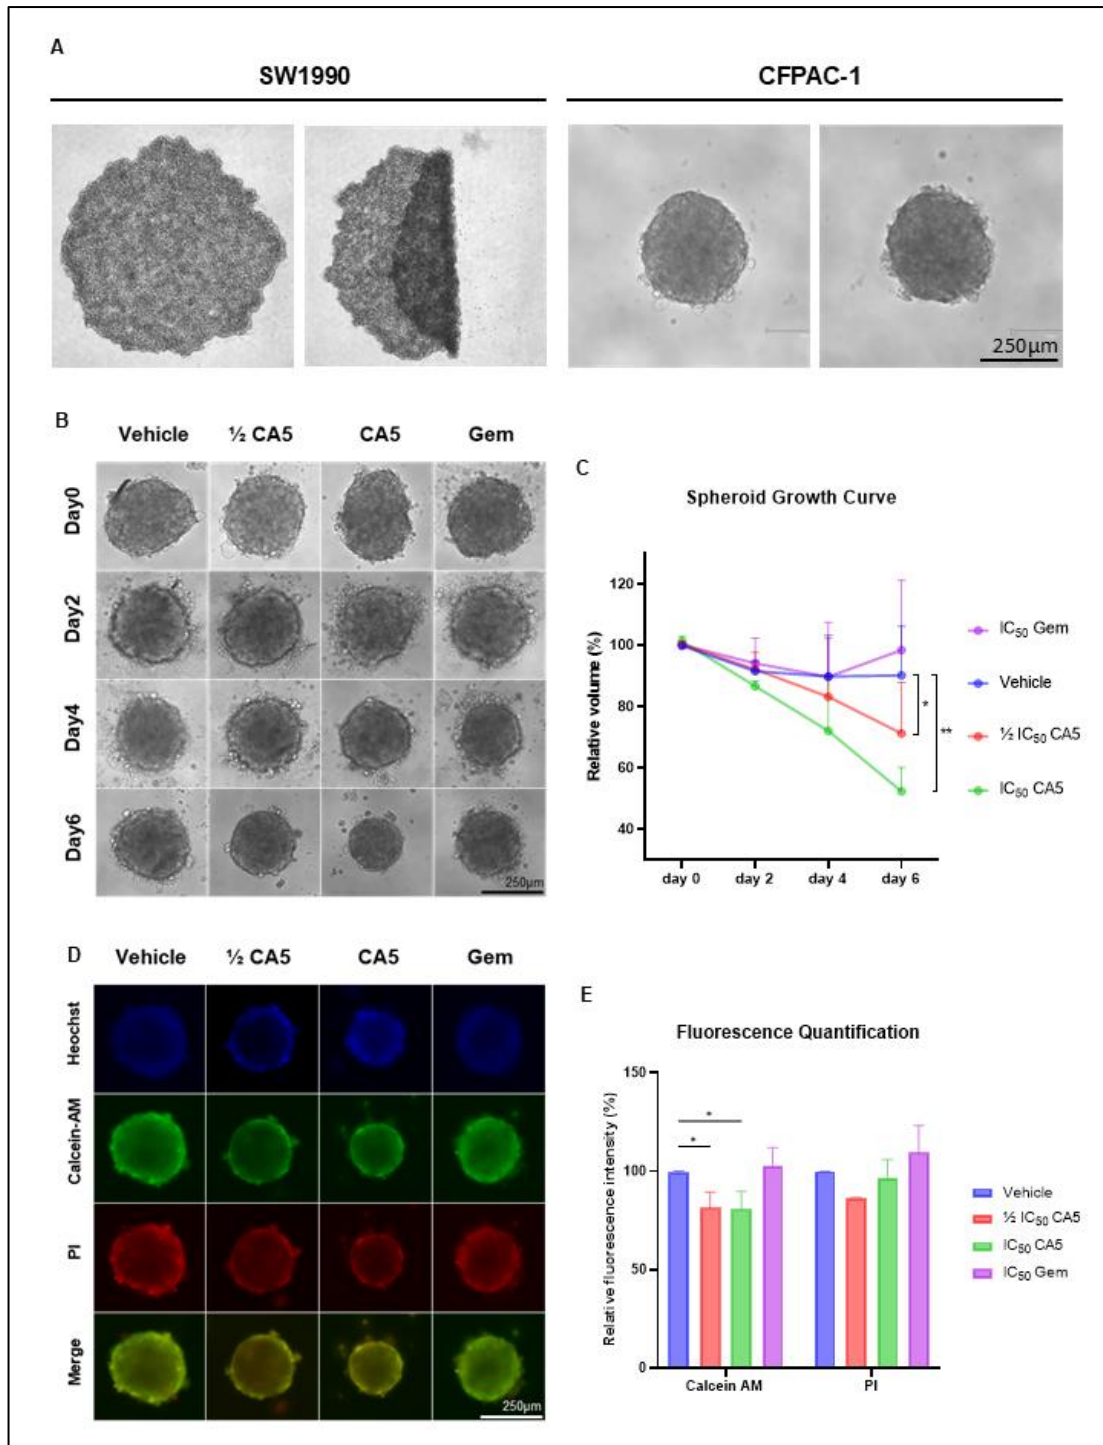 A
SW1990
CFPAC-1
250µm
B
Vehicle
½ CA5
CA5
Gem
Day0
Day2
Day4
Day6
250µm
C
Spheroid Growth Curve
Relative volume (%)
120
100
80
60
40
day 0
day 2
day 4
day 6
*
**
IC₅₀ Gem
Vehicle
½ IC₅₀ CA5
IC₅₀ CA5
D
Vehicle
½ CA5
CA5
Gem
Heochst
Calcein-AM
PI
Merge
250µm
E
Fluorescence Quantification
Relative fluorescence intensity (%)
150
100
50
0
*
*
Calcein AM
PI
Vehicle
½ IC₅₀ CA5
IC₅₀ CA5
IC₅₀ Gem